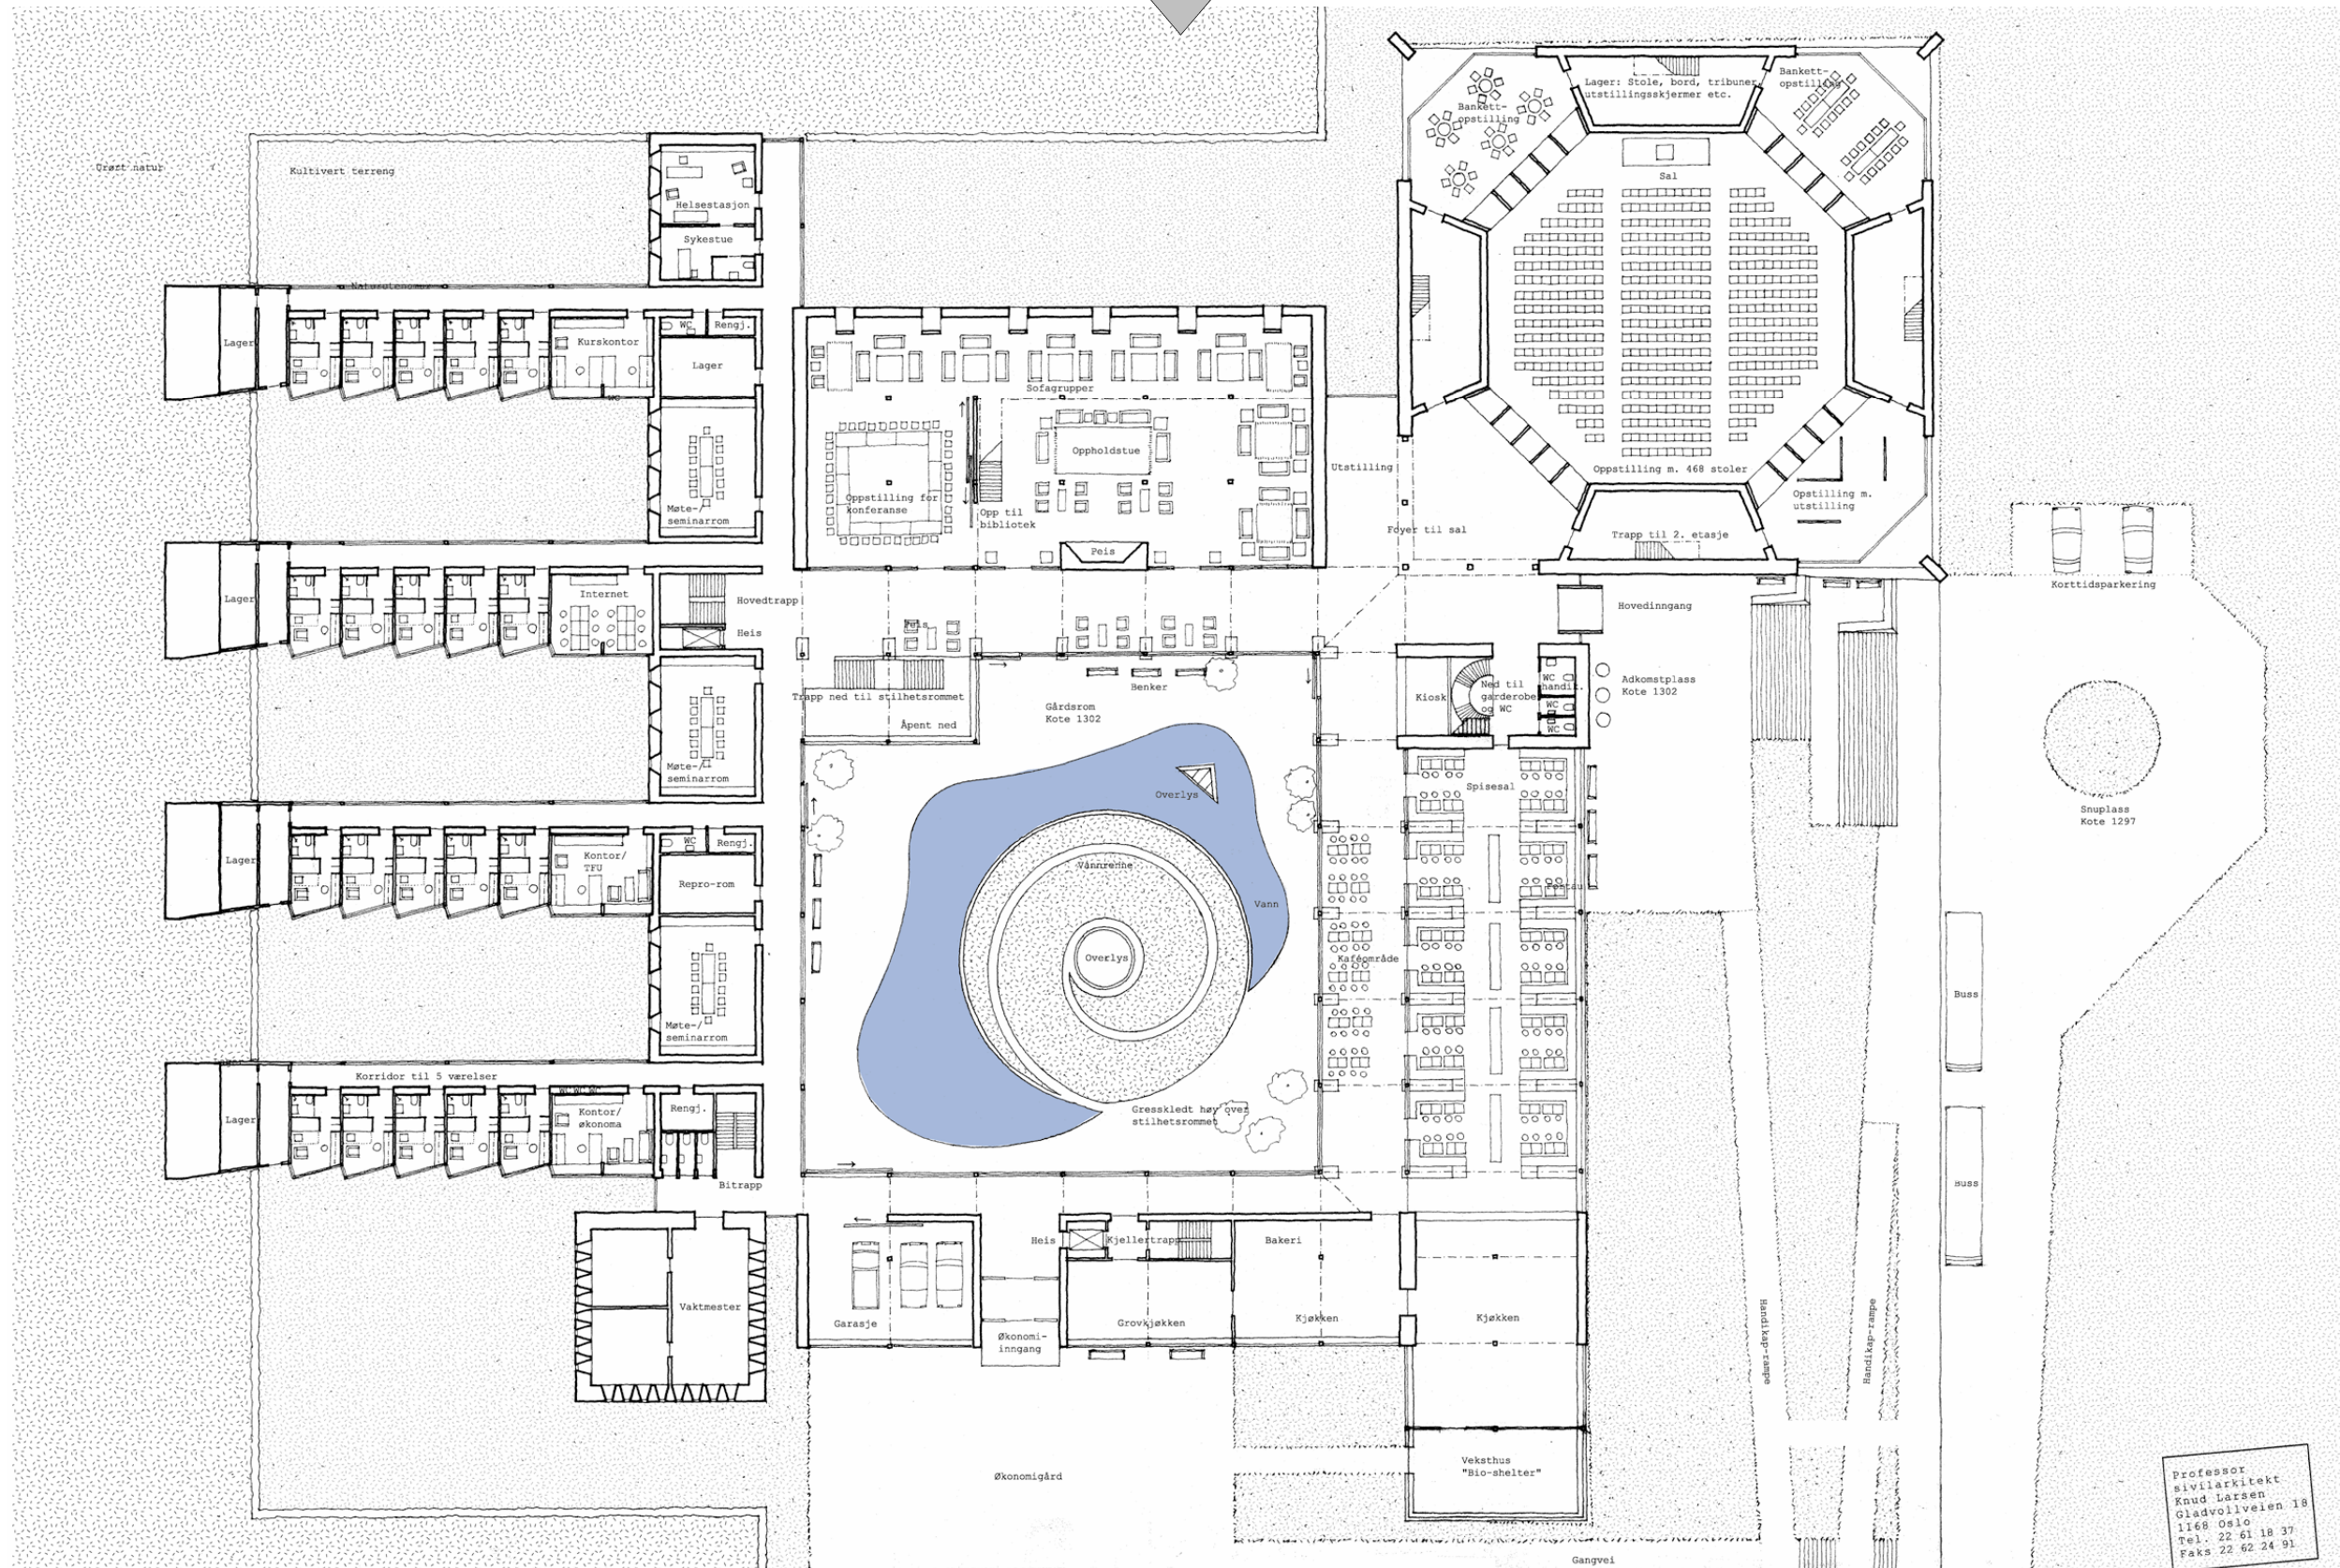 Lager: Stole, bord, tribuner,
utstillingsskjermer etc.
Bankett-
opstilling
Bankett-
opstilling
Urørt natur
Kultivert terreng
Helsestasjon
Sal
Sykestue
Lager
Kurskontor
WC
Rengj.
Lager
WC
Sofagrupper
Oppholdstue
Utstilling
Oppstilling m. 468 stoler
Oppstilling for
konferanse
Opp til
bibliotek
Opstilling m.
utstilling
Møte-/
seminarrom
Foyer til sal
Trapp til 2. etasje
Peis
Korttidsparkering
Lager
Internet
Hovedtrapp
Heis
Peis
Hovedinngang
Trapp ned til stilhetsrommet
Åpent ned
Benker
Gårdsrom
Kote 1302
Kiosk
Ned til
garderobe
og WC
WC
handik.
WC
WC
Adkomstplass
Kote 1302
Møte-/
seminarrom
Overlys
Spisesal
Snuplass
Kote 1297
Lager
Kontor/
TFU
WC
Rengj.
Repro-rom
Vannrenne
Vann
Fortau
Overlys
Kaféområde
Buss
Møte-/
seminarrom
Korridor til 5 værelser
Lager
WC WC WC
Kontor/
økonoma
Rengj.
Gresskledt høy over
stilhetsrommet
Bitrapp
Buss
Heis
Kjellertrapp
Bakeri
Vaktmester
Garasje
Økonomi-
inngang
Grovkjøkken
Kjøkken
Kjøkken
Handikap-rampe
Handikap-rampe
Økonomigård
Veksthus
"Bio-shelter"
Gangvei
Professor
sivilarkitekt
Knud Larsen
Gladvollveien 18
1168 Oslo
Tel. 22 61 18 37
Faks 22 62 24 91